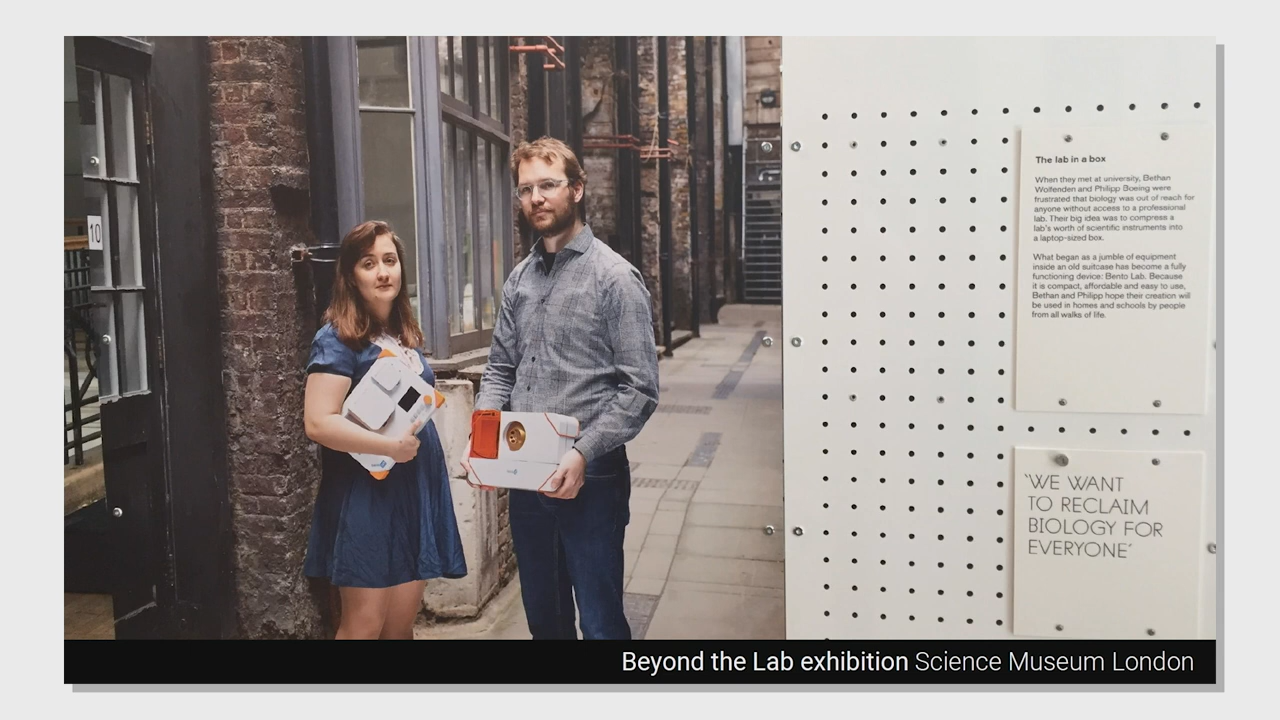 10
The lab in a box
When they met at university, Bethan
Wolfenden and Philipp Boeing were
frustrated that biology was out of reach for
anyone without access to a professional
lab. Their big idea was to compress a
lab's worth of scientific instruments into
a laptop-sized box.
What began as a jumble of equipment
inside an old suitcase has become a fully
functioning device: Bento Lab. Because
it is compact, affordable and easy to use,
Bethan and Philipp hope their creation will
be used in homes and schools by people
from all walks of life.
‘WE WANT
TO RECLAIM
BIOLOGY FOR
EVERYONE’
Beyond the Lab exhibition Science Museum London